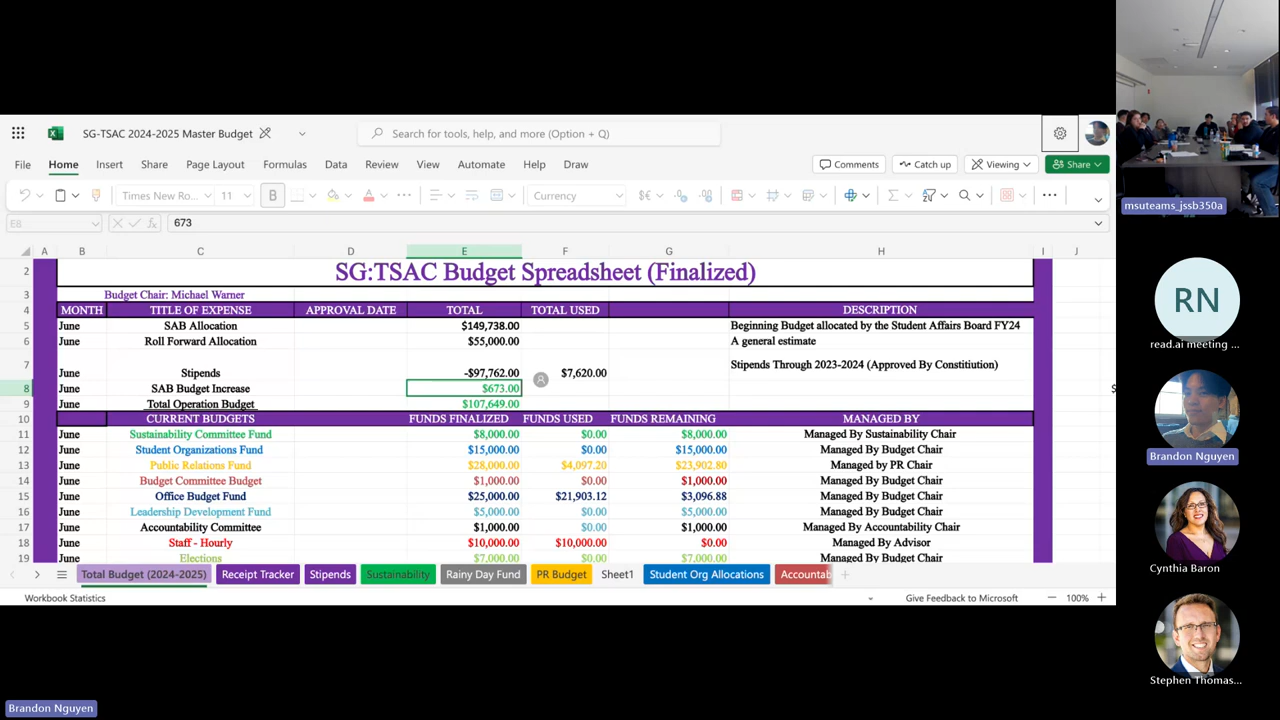 SG-TSAC 2024-2025 Master Budget
Search for tools, help, and more (Option + Q)
File Home Insert Share Page Layout Formulas Data Review View Automate Help Draw
Comments Catch up Viewing Share
Times New Ro... 11 B Currency
E8 fx 673
A B C D E F G H I J
2 SG:TSAC Budget Spreadsheet (Finalized)
3 Budget Chair: Michael Warner
4 MONTH TITLE OF EXPENSE APPROVAL DATE TOTAL TOTAL USED DESCRIPTION
5 June SAB Allocation $149,738.00 Beginning Budget allocated by the Student Affairs Board FY24
6 June Roll Forward Allocation $55,000.00 A general estimate
7 June Stipends -$97,762.00 $7,620.00 Stipends Through 2023-2024 (Approved By Constitiution)
8 June SAB Budget Increase $673.00 $
9 June Total Operation Budget $107,649.00
10 CURRENT BUDGETS FUNDS FINALIZED FUNDS USED FUNDS REMAINING MANAGED BY
11 June Sustainability Committee Fund $8,000.00 $0.00 $8,000.00 Managed By Sustainability Chair
12 June Student Organizations Fund $15,000.00 $0.00 $15,000.00 Managed By Budget Chair
13 June Public Relations Fund $28,000.00 $4,097.20 $23,902.80 Managed by PR Chair
14 June Budget Committee Budget $1,000.00 $0.00 $1,000.00 Managed By Budget Chair
15 June Office Budget Fund $25,000.00 $21,903.12 $3,096.88 Managed By Budget Chair
16 June Leadership Development Fund $5,000.00 $0.00 $5,000.00 Managed By Budget Chair
17 June Accountability Committee $1,000.00 $0.00 $1,000.00 Managed By Accountability Chair
18 June Staff - Hourly $10,000.00 $10,000.00 $0.00 Managed By Advisor
19 June Elections $7,000.00 $0.00 $7,000.00 Managed By Budget Chair
Total Budget (2024-2025) Receipt Tracker Stipends Sustainability Rainy Day Fund PR Budget Sheet1 Student Org Allocations Accountab
Workbook Statistics Give Feedback to Microsoft 100%
msuteams_jssb350a
RN
read.ai meeting ...
Brandon Nguyen
Cynthia Baron
Stephen Thomas...
Brandon Nguyen